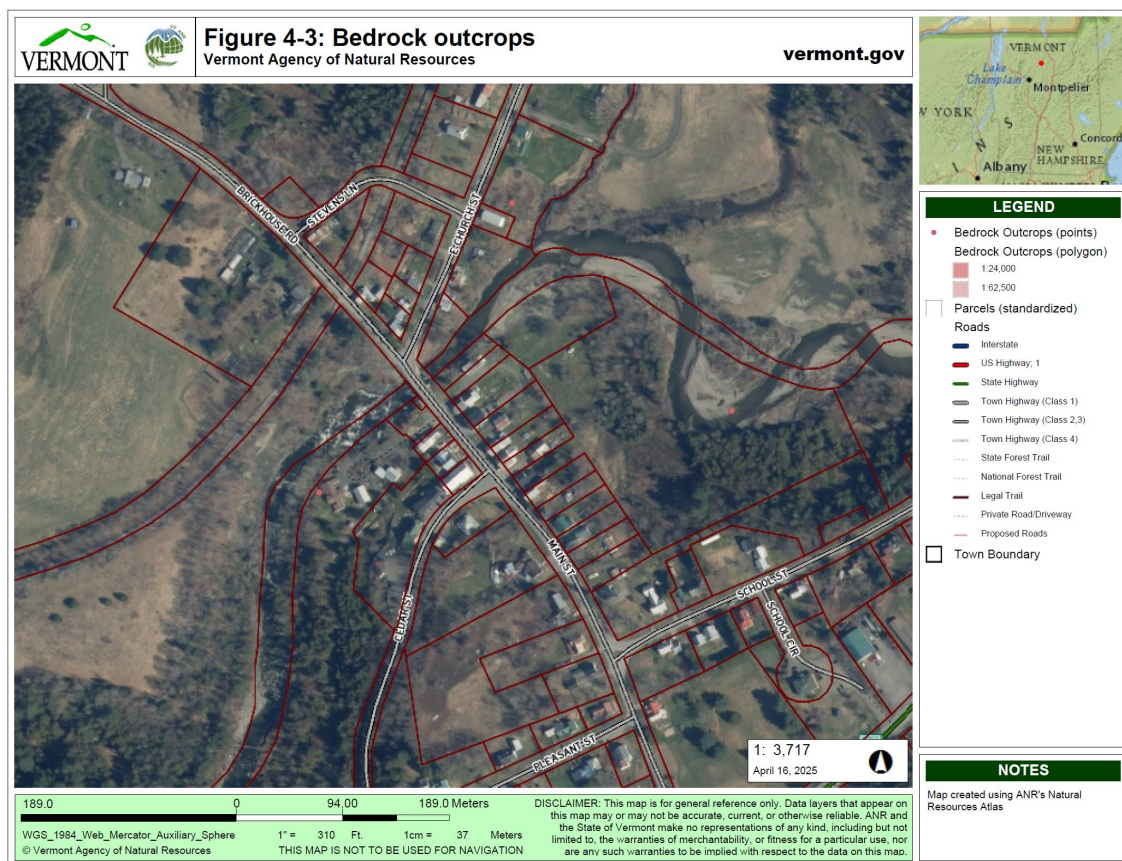 VERMONT
Figure 4-3: Bedrock outcrops
Vermont Agency of Natural Resources
vermont.gov
VERMONT
Lake
Champlain
Montpelier
W YORK
N S
I
Concord
NEW
HAMPSHIRE
Albany
LEGEND
Bedrock Outcrops (points)
Bedrock Outcrops (polygon)
1:24,000
1:62,500
Parcels (standardized)
Roads
Interstate
US Highway; 1
State Highway
Town Highway (Class 1)
Town Highway (Class 2,3)
Town Highway (Class 4)
State Forest Trail
National Forest Trail
Legal Trail
Private Road/Driveway
Proposed Roads
Town Boundary
BRICKHOUSE RD
STEVENS LN
E CHURCH ST
MAIN ST
CEDAR ST
SCHOOL ST
SCHOOL CIR
PLEASANT ST
1: 3,717
April 16, 2025
NOTES
Map created using ANR's Natural
Resources Atlas
189.0 0 94.00 189.0 Meters
WGS_1984_Web_Mercator_Auxiliary_Sphere 1" = 310 Ft. 1cm = 37 Meters
© Vermont Agency of Natural Resources THIS MAP IS NOT TO BE USED FOR NAVIGATION
DISCLAIMER: This map is for general reference only. Data layers that appear on
this map may or may not be accurate, current, or otherwise reliable. ANR and
the State of Vermont make no representations of any kind, including but not
limited to, the warranties of merchantability, or fitness for a particular use, nor
are any such warranties to be implied with respect to the data on this map.